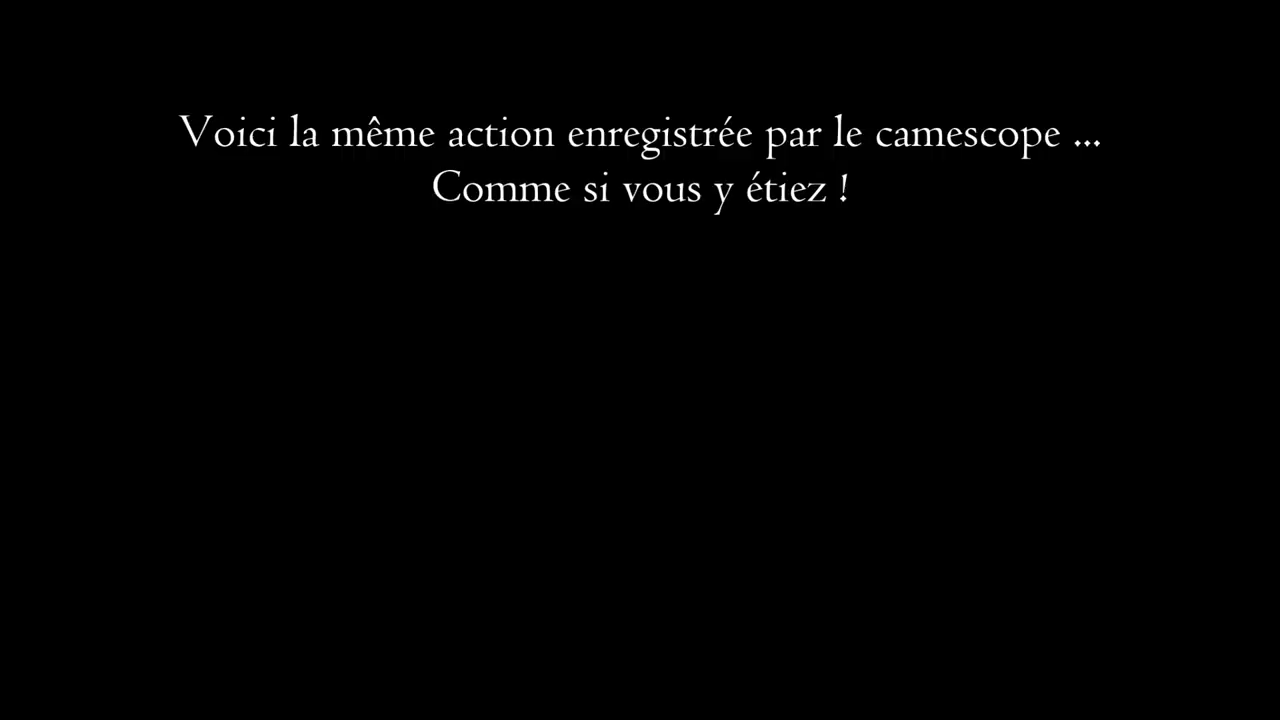 Voici la même action enregistrée par le camescope ...
Comme si vous y étiez !